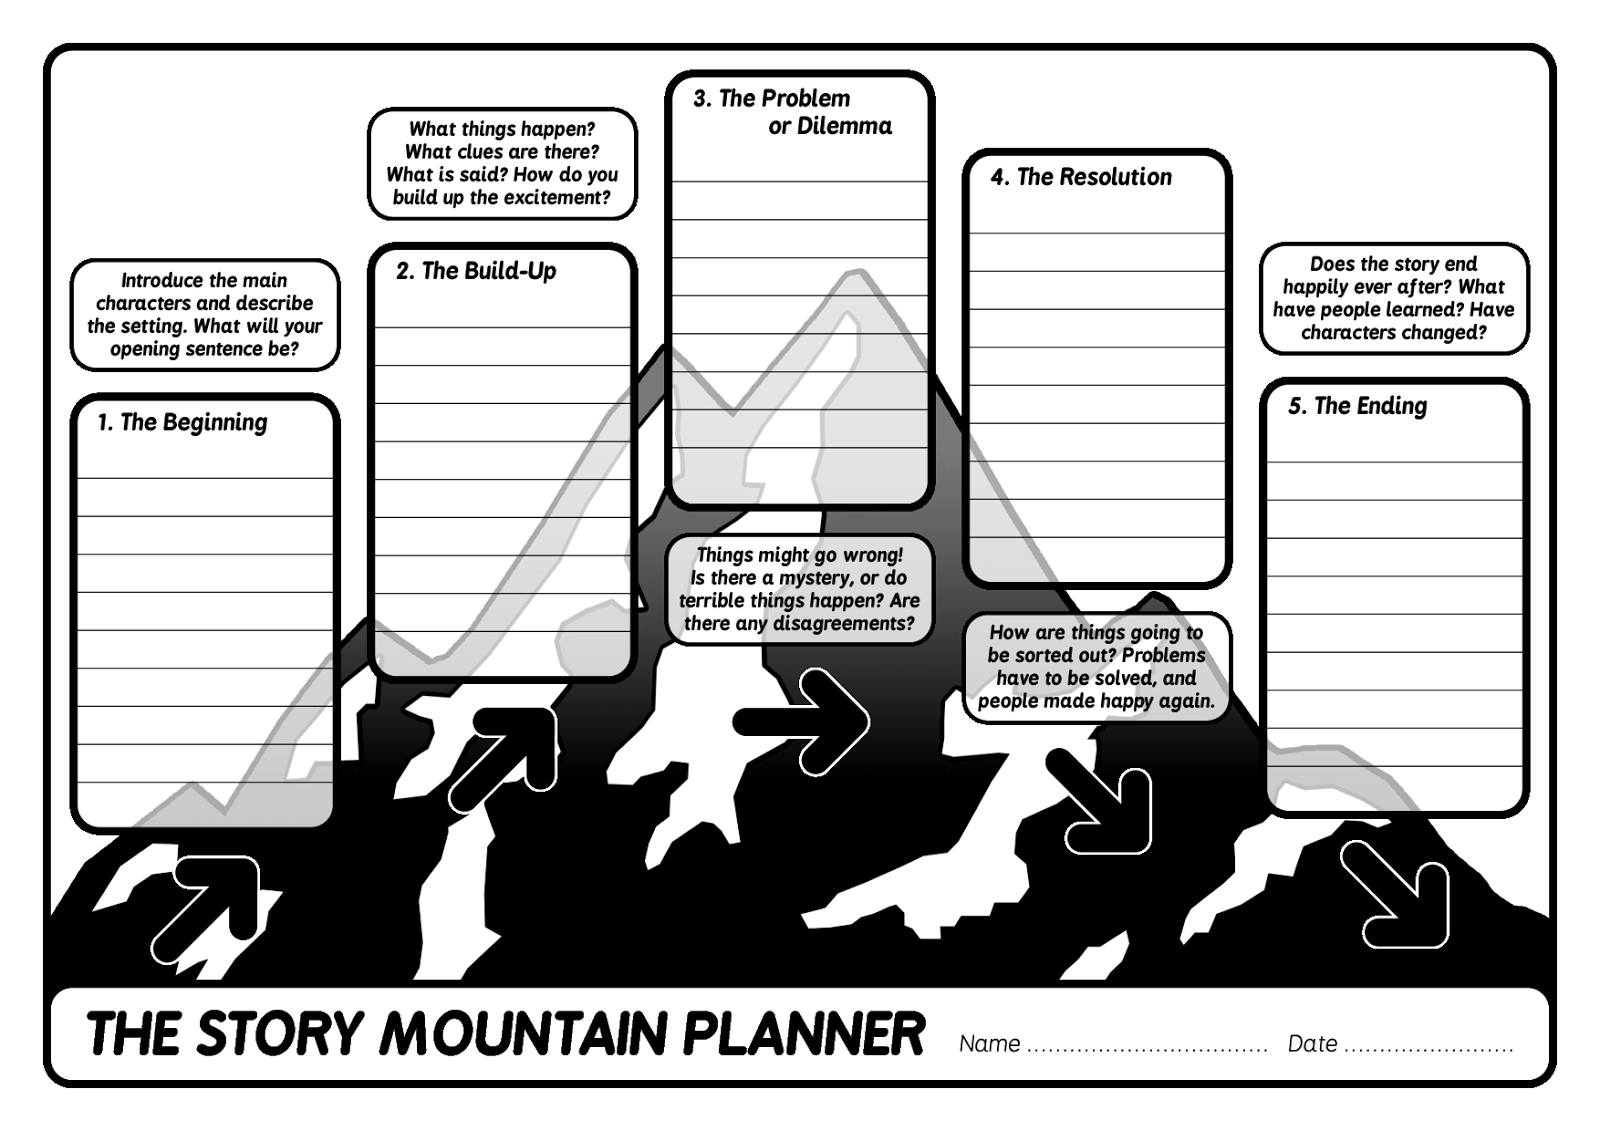 Introduce the main
characters and describe
the setting. What will your
opening sentence be?
1. The Beginning
What things happen?
What clues are there?
What is said? How do you
build up the excitement?
2. The Build-Up
3. The Problem
or Dilemma
Things might go wrong!
Is there a mystery, or do
terrible things happen? Are
there any disagreements?
4. The Resolution
How are things going to
be sorted out? Problems
have to be solved, and
people made happy again.
Does the story end
happily ever after? What
have people learned? Have
characters changed?
5. The Ending
THE STORY MOUNTAIN PLANNER
Name .................................. Date ........................